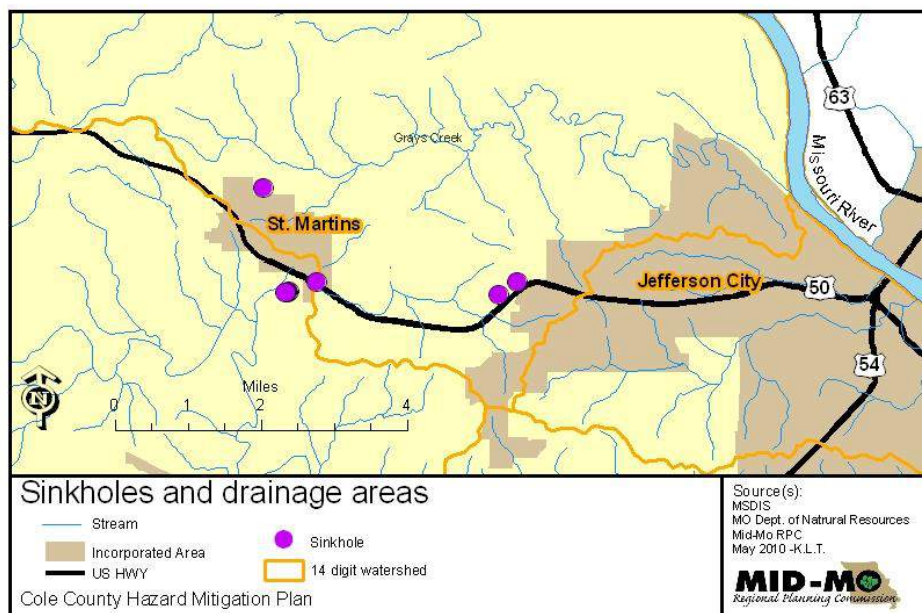 63
Grays Creek
Missouri River
St. Martins
Jefferson City
50
54
Miles
0 1 2 4
N
Sinkholes and drainage areas
Stream
Incorporated Area
US HWY
Sinkhole
14 digit watershed
Cole County Hazard Mitigation Plan
Source(s):
MSDIS
MO Dept. of Natrural Resources
Mid-Mo RPC
May 2010 -K.L.T.
MID-MO
Regional Planning Commission